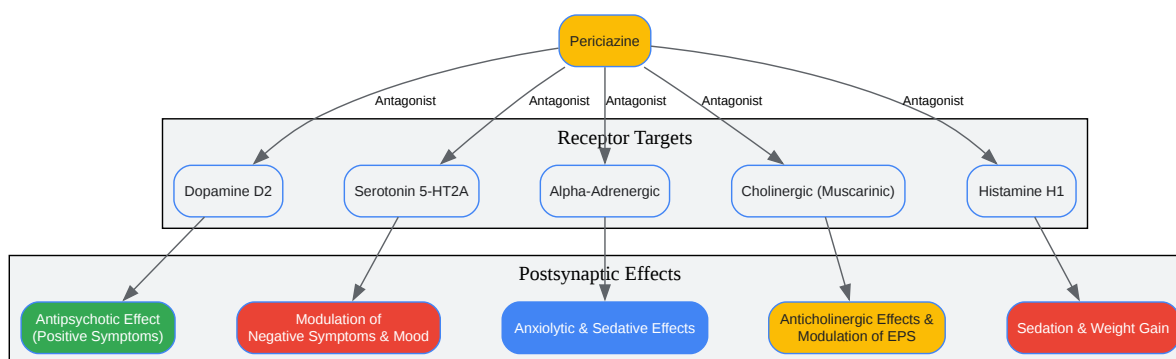 Periciazine
Antagonist
Antagonist
Antagonist
Antagonist
Antagonist
Receptor Targets
Dopamine D2
Serotonin 5-HT2A
Alpha-Adrenergic
Cholinergic (Muscarinic)
Histamine H1
Postsynaptic Effects
Antipsychotic Effect
(Positive Symptoms)
Modulation of
Negative Symptoms & Mood
Anxiolytic & Sedative Effects
Anticholinergic Effects &
Modulation of EPS
Sedation & Weight Gain